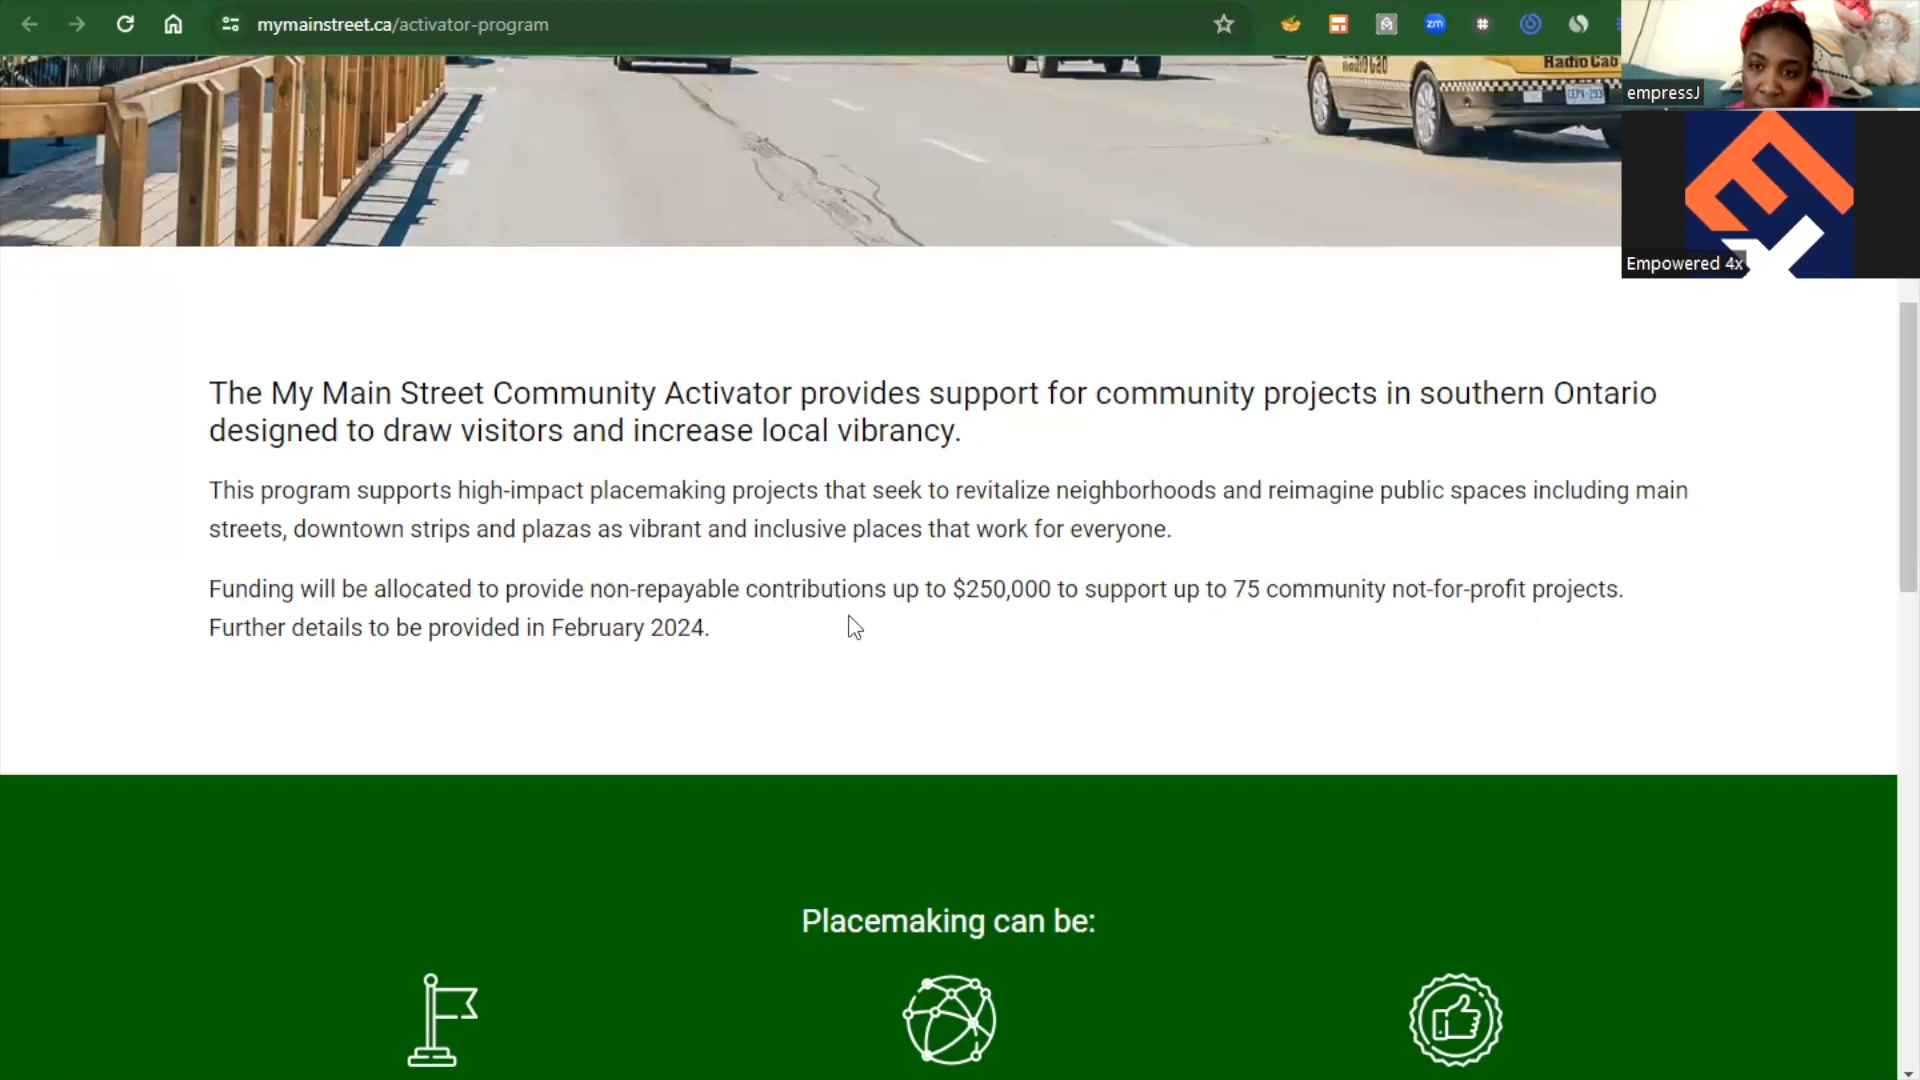 mymainstreet.ca/activator-program
zm
Radio Cab
Radio Cab
empressJ
Empowered 4x
The My Main Street Community Activator provides support for community projects in southern Ontario
designed to draw visitors and increase local vibrancy.
This program supports high-impact placemaking projects that seek to revitalize neighborhoods and reimagine public spaces including main
streets, downtown strips and plazas as vibrant and inclusive places that work for everyone.
Funding will be allocated to provide non-repayable contributions up to $250,000 to support up to 75 community not-for-profit projects.
Further details to be provided in February 2024.
Placemaking can be: